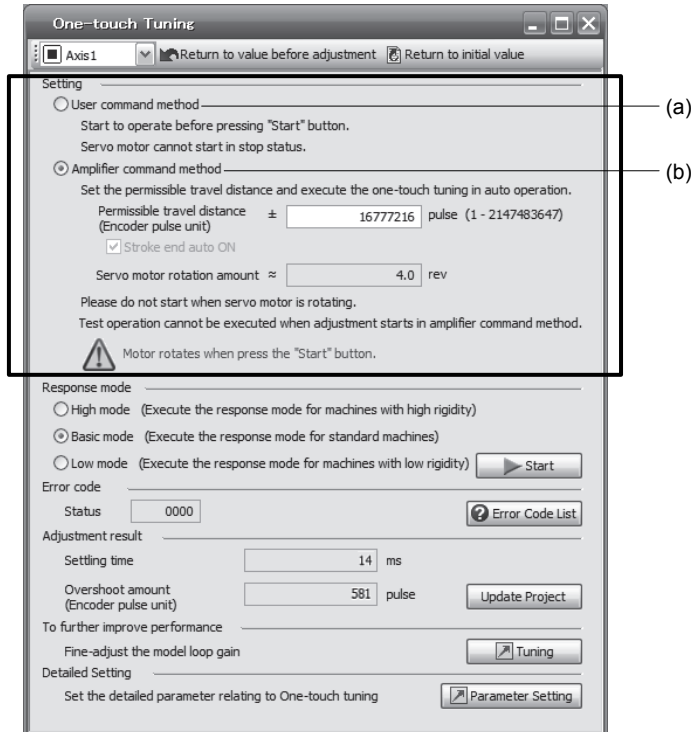 One-touch Tuning
Axis1 Return to value before adjustment Return to initial value
Setting
User command method (a)
Start to operate before pressing "Start" button.
Servo motor cannot start in stop status.
Amplifier command method (b)
Set the permissible travel distance and execute the one-touch tuning in auto operation.
Permissible travel distance ± 16777216 pulse (1 - 2147483647)
(Encoder pulse unit)
Stroke end auto ON
Servo motor rotation amount ≈ 4.0 rev
Please do not start when servo motor is rotating.
Test operation cannot be executed when adjustment starts in amplifier command method.
Motor rotates when press the "Start" button.
Response mode
High mode (Execute the response mode for machines with high rigidity)
Basic mode (Execute the response mode for standard machines)
Low mode (Execute the response mode for machines with low rigidity) Start
Error code
Status 0000 Error Code List
Adjustment result
Settling time 14 ms
Overshoot amount 581 pulse Update Project
(Encoder pulse unit)
To further improve performance
Fine-adjust the model loop gain Tuning
Detailed Setting
Set the detailed parameter relating to One-touch tuning Parameter Setting